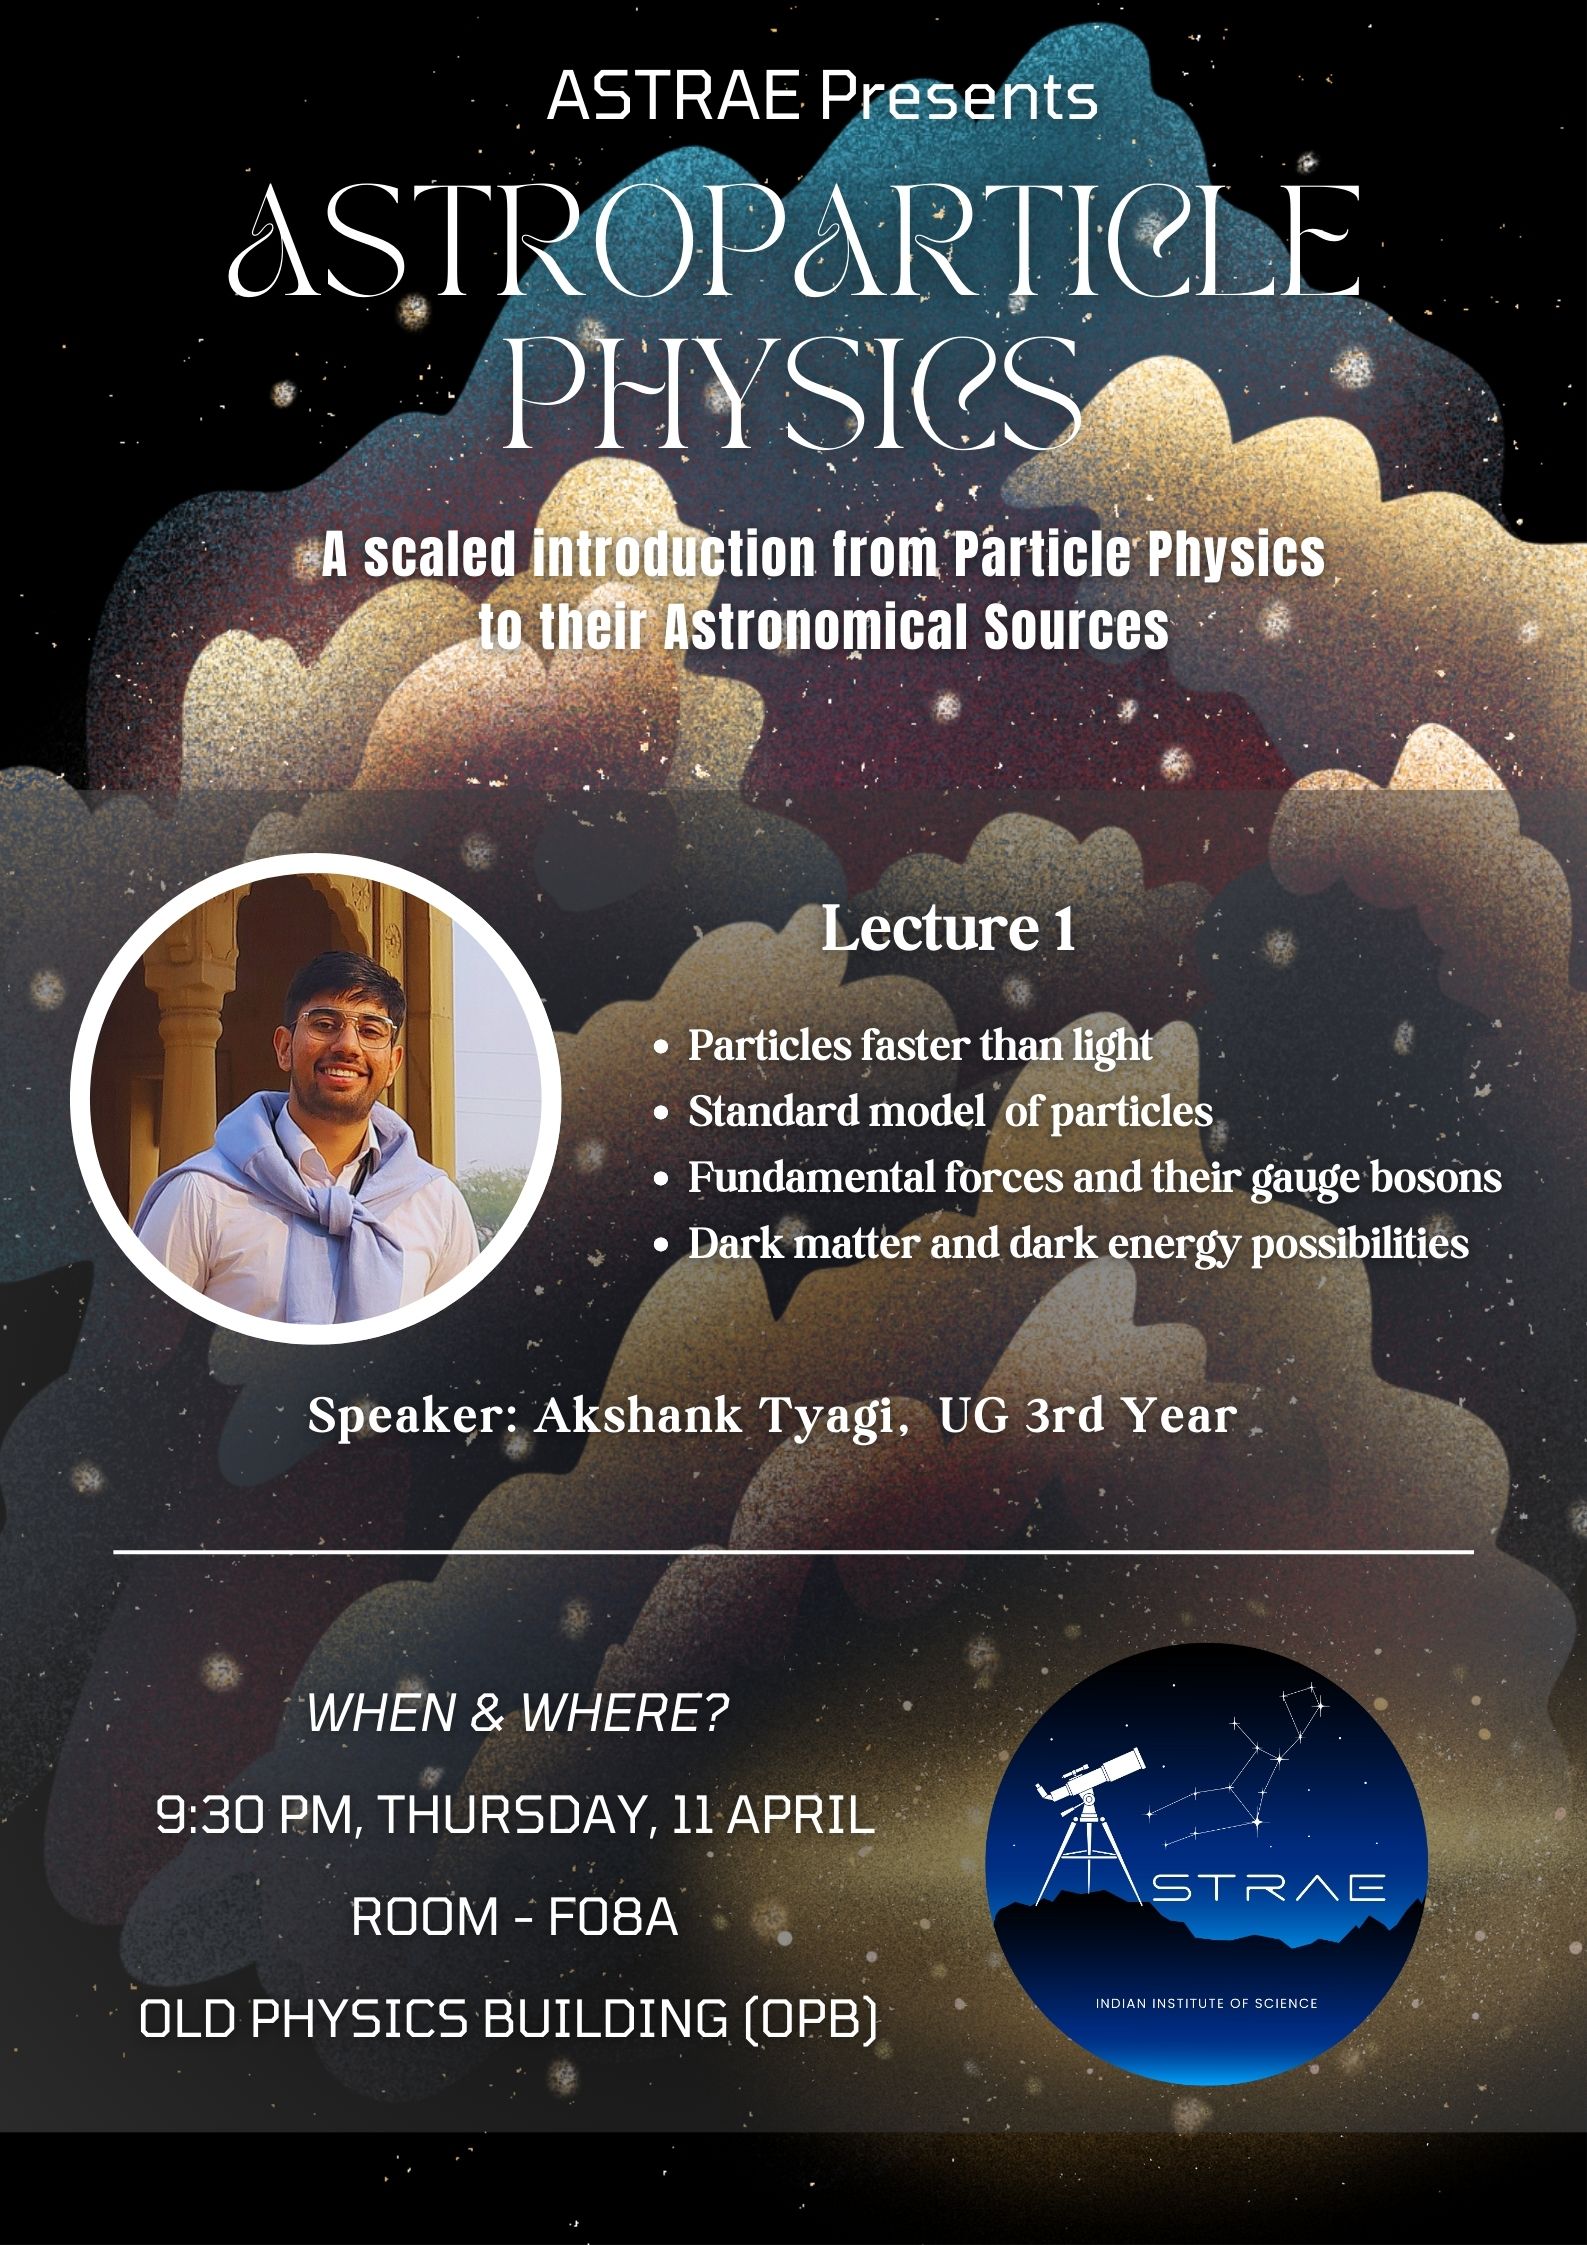 ASTRAE Presents
ASTROPARTICLE
PHYSICS
A scaled introduction from Particle Physics
to their Astronomical Sources
Lecture 1
• Particles faster than light
• Standard model  of particles
• Fundamental forces and their gauge bosons
• Dark matter and dark energy possibilities
Speaker: Akshank Tyagi,  UG 3rd Year
WHEN & WHERE?
9:30 PM, THURSDAY, 11 APRIL
ROOM - F08A
OLD PHYSICS BUILDING (OPB)
ASTRAE
INDIAN INSTITUTE OF SCIENCE